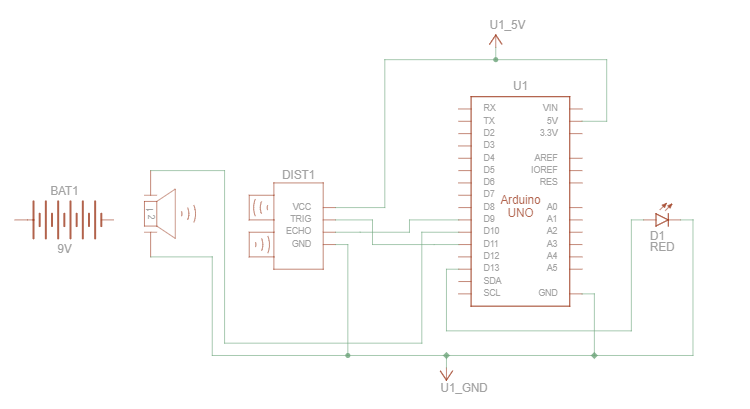 U1_5V
U1
RX
VIN
TX
5V
D2
3.3V
D3
D4
AREF
D5
IOREF
D6
RES
D7
D8
A0
D9
A1
D10
A2
D11
A3
D12
A4
D13
A5
SDA
SCL
GND
Arduino
UNO
DIST1
VCC
TRIG
ECHO
GND
BAT1
9V
1 2
D1
RED
U1_GND